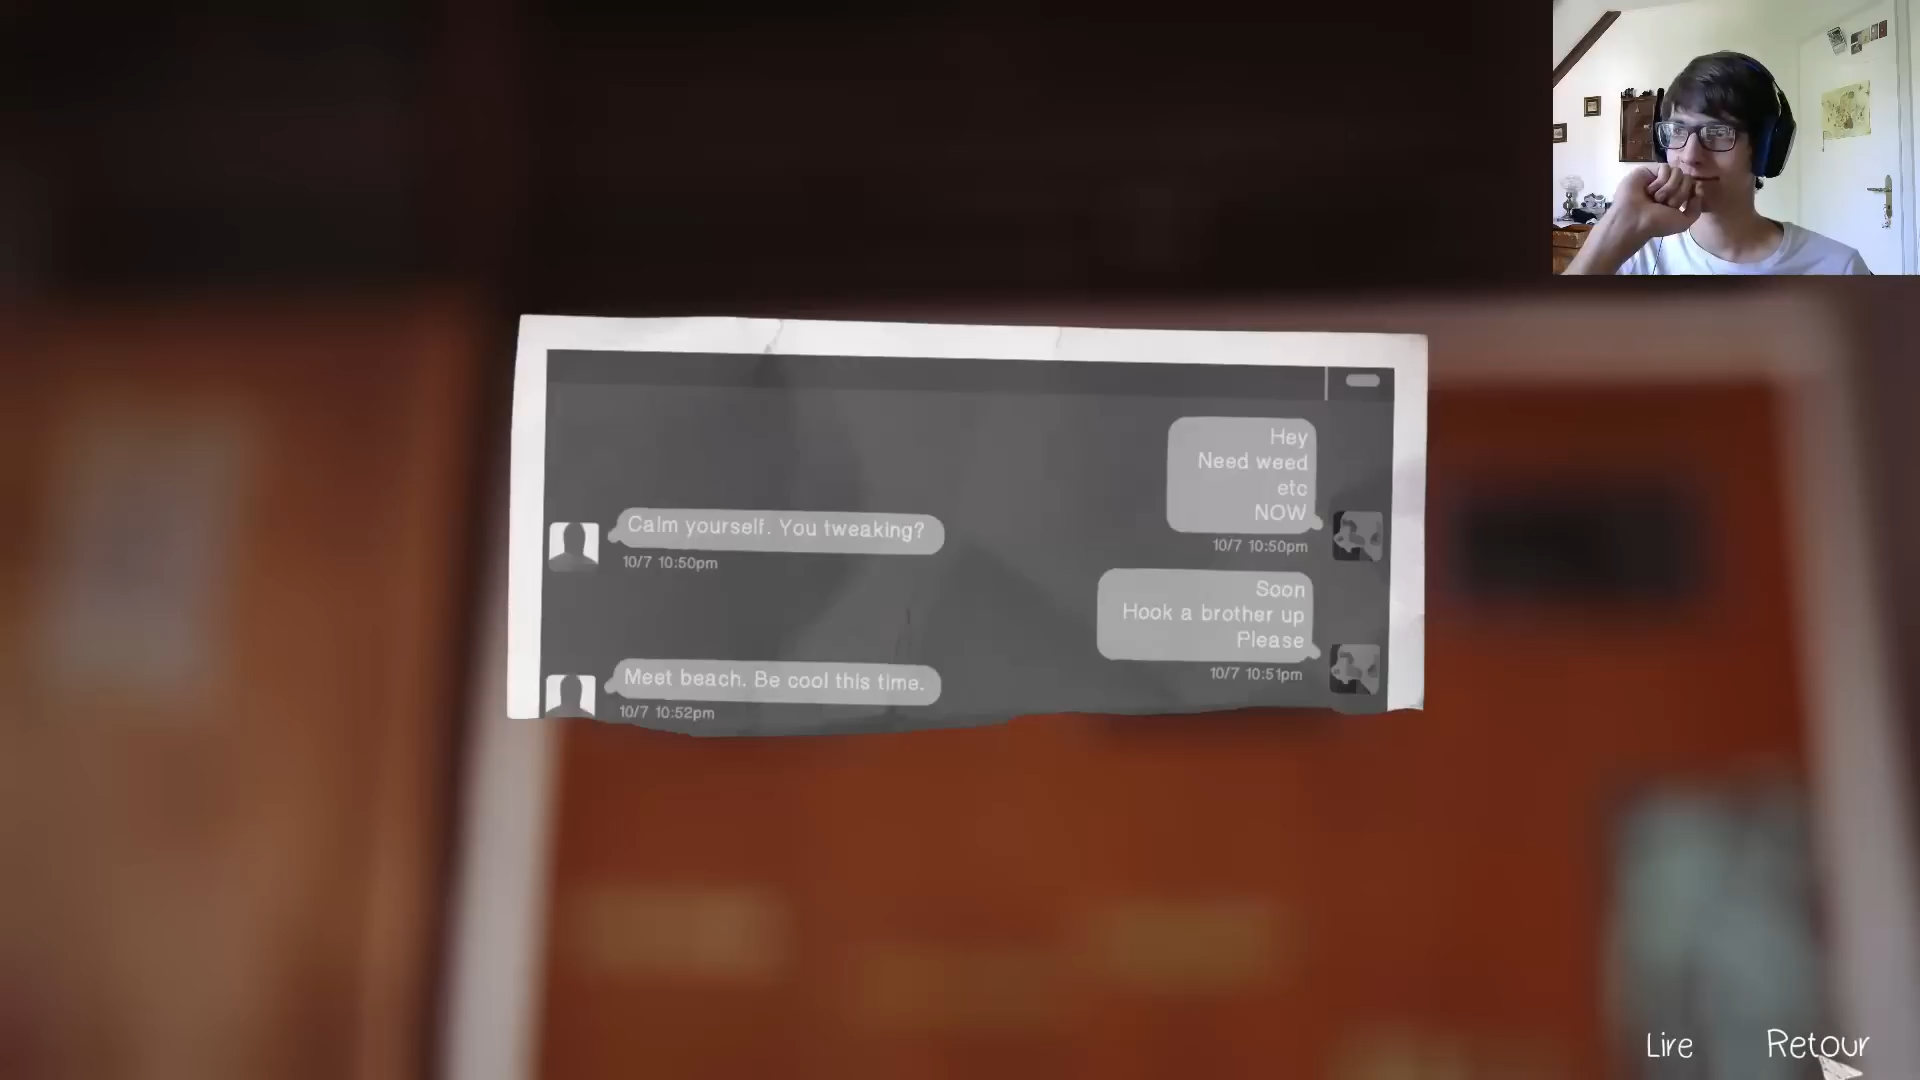 Hey
Need weed
etc
NOW
10/7 10:50pm
Calm yourself. You tweaking?
10/7 10:50pm
Soon
Hook a brother up
Please
10/7 10:51pm
Meet beach. Be cool this time.
10/7 10:52pm
Lire Retour